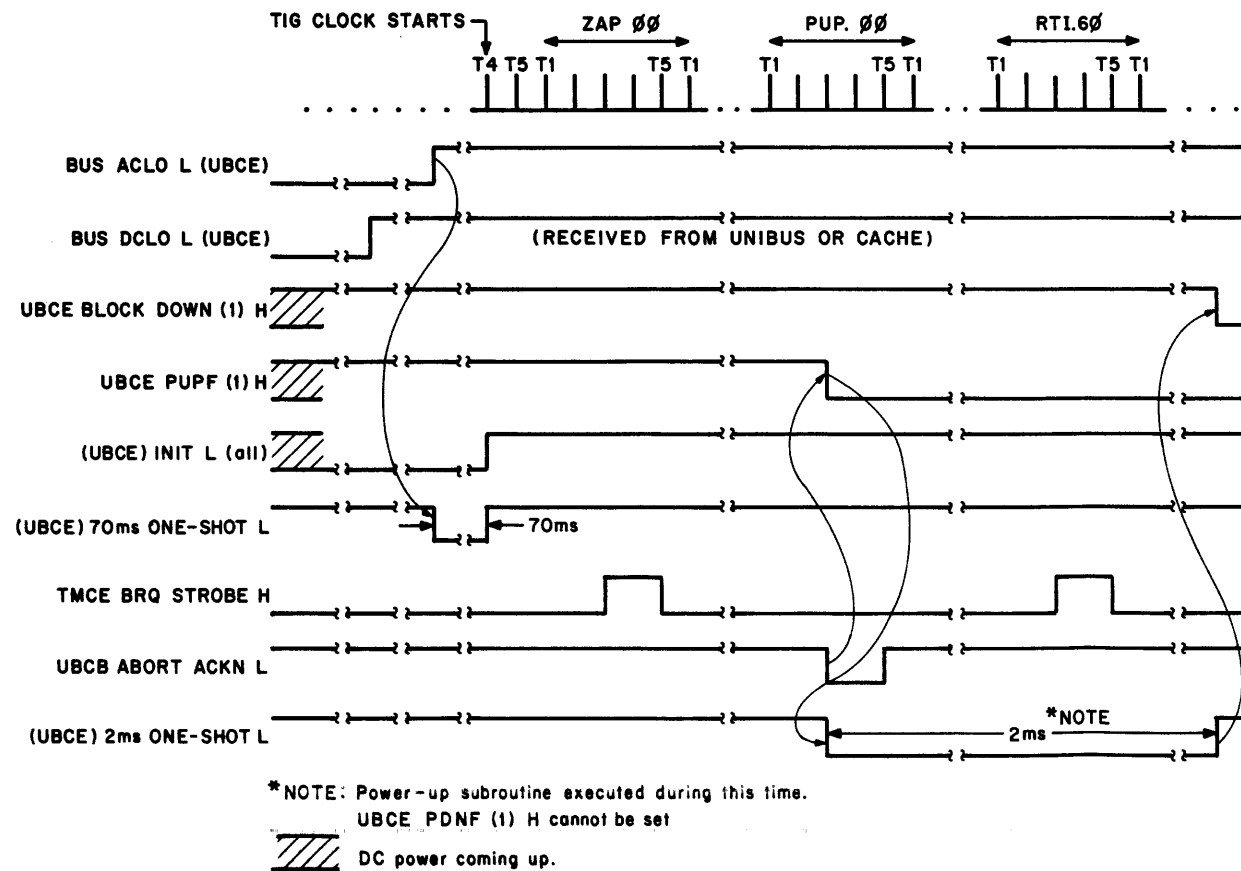 TIG CLOCK STARTS
ZAP ØØ
PUP. ØØ
RTI.6Ø
T4 T5 T1 T5 T1 T1 T5 T1 T1 T5 T1
BUS ACLO L (UBCE)
BUS DCLO L (UBCE)
(RECEIVED FROM UNIBUS OR CACHE)
UBCE BLOCK DOWN (1) H
UBCE PUPF (1) H
(UBCE) INIT L (all)
(UBCE) 70ms ONE-SHOT L
70ms
TMCE BRQ STROBE H
UBCB ABORT ACKN L
*NOTE
(UBCE) 2ms ONE-SHOT L
2ms
*NOTE: Power-up subroutine executed during this time.
UBCE PDNF (1) H cannot be set
DC power coming up.